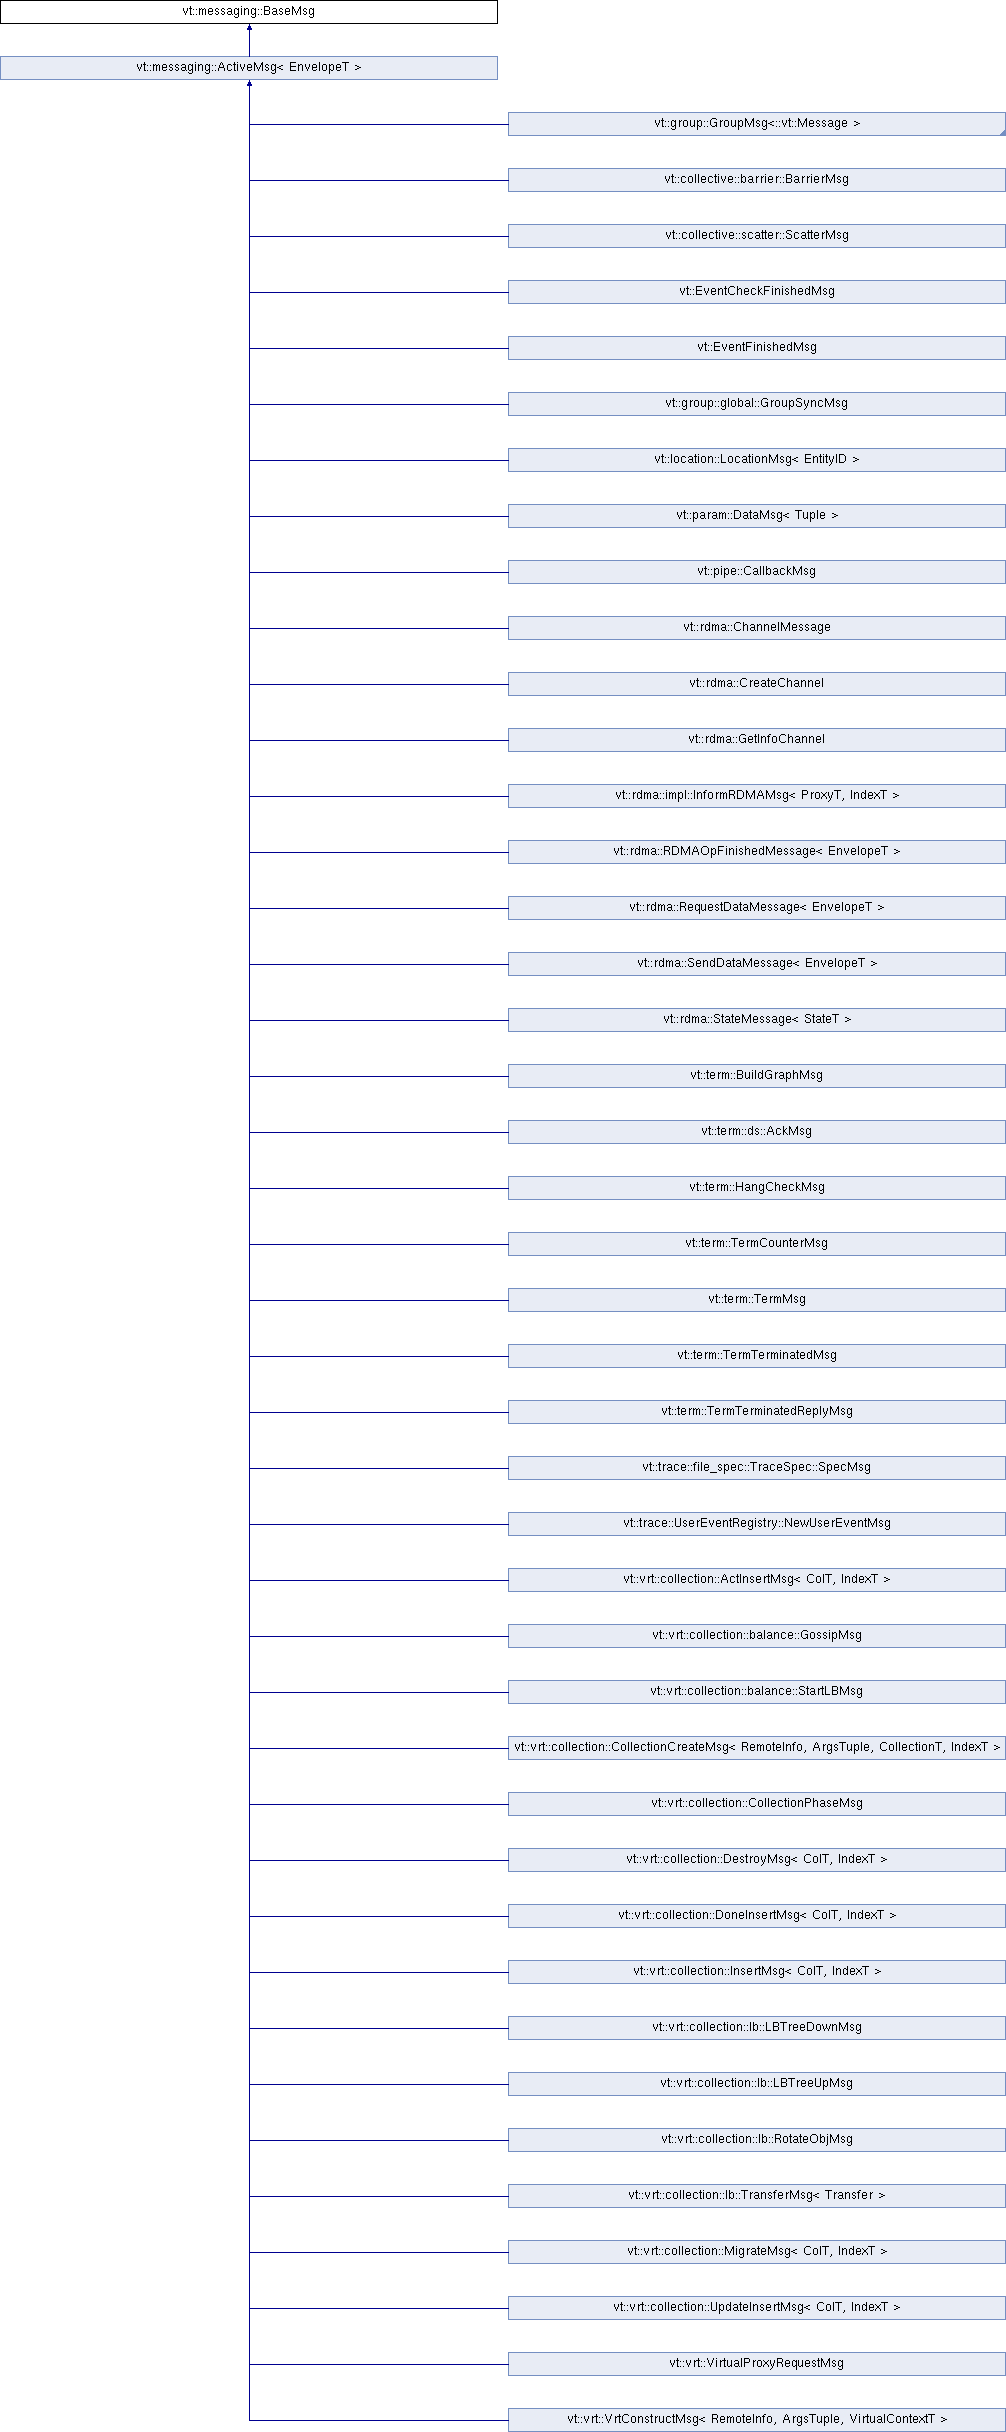 vt::messaging::BaseMsg
vt::messaging::ActiveMsg< EnvelopeT >
vt::group::GroupMsg<::vt::Message >
vt::collective::barrier::BarrierMsg
vt::collective::scatter::ScatterMsg
vt::EventCheckFinishedMsg
vt::EventFinishedMsg
vt::group::global::GroupSyncMsg
vt::location::LocationMsg< EntityID >
vt::param::DataMsg< Tuple >
vt::pipe::CallbackMsg
vt::rdma::ChannelMessage
vt::rdma::CreateChannel
vt::rdma::GetInfoChannel
vt::rdma::impl::InformRDMAMsg< ProxyT, IndexT >
vt::rdma::RDMAOpFinishedMessage< EnvelopeT >
vt::rdma::RequestDataMessage< EnvelopeT >
vt::rdma::SendDataMessage< EnvelopeT >
vt::rdma::StateMessage< StateT >
vt::term::BuildGraphMsg
vt::term::ds::AckMsg
vt::term::HangCheckMsg
vt::term::TermCounterMsg
vt::term::TermMsg
vt::term::TermTerminatedMsg
vt::term::TermTerminatedReplyMsg
vt::trace::file_spec::TraceSpec::SpecMsg
vt::trace::UserEventRegistry::NewUserEventMsg
vt::vrt::collection::ActInsertMsg< ColT, IndexT >
vt::vrt::collection::balance::GossipMsg
vt::vrt::collection::balance::StartLBMsg
vt::vrt::collection::CollectionCreateMsg< RemoteInfo, ArgsTuple, CollectionT, IndexT >
vt::vrt::collection::CollectionPhaseMsg
vt::vrt::collection::DestroyMsg< ColT, IndexT >
vt::vrt::collection::DoneInsertMsg< ColT, IndexT >
vt::vrt::collection::InsertMsg< ColT, IndexT >
vt::vrt::collection::lb::LBTreeDownMsg
vt::vrt::collection::lb::LBTreeUpMsg
vt::vrt::collection::lb::RotateObjMsg
vt::vrt::collection::lb::TransferMsg< Transfer >
vt::vrt::collection::MigrateMsg< ColT, IndexT >
vt::vrt::collection::UpdateInsertMsg< ColT, IndexT >
vt::vrt::VirtualProxyRequestMsg
vt::vrt::VrtConstructMsg< RemoteInfo, ArgsTuple, VirtualContextT >